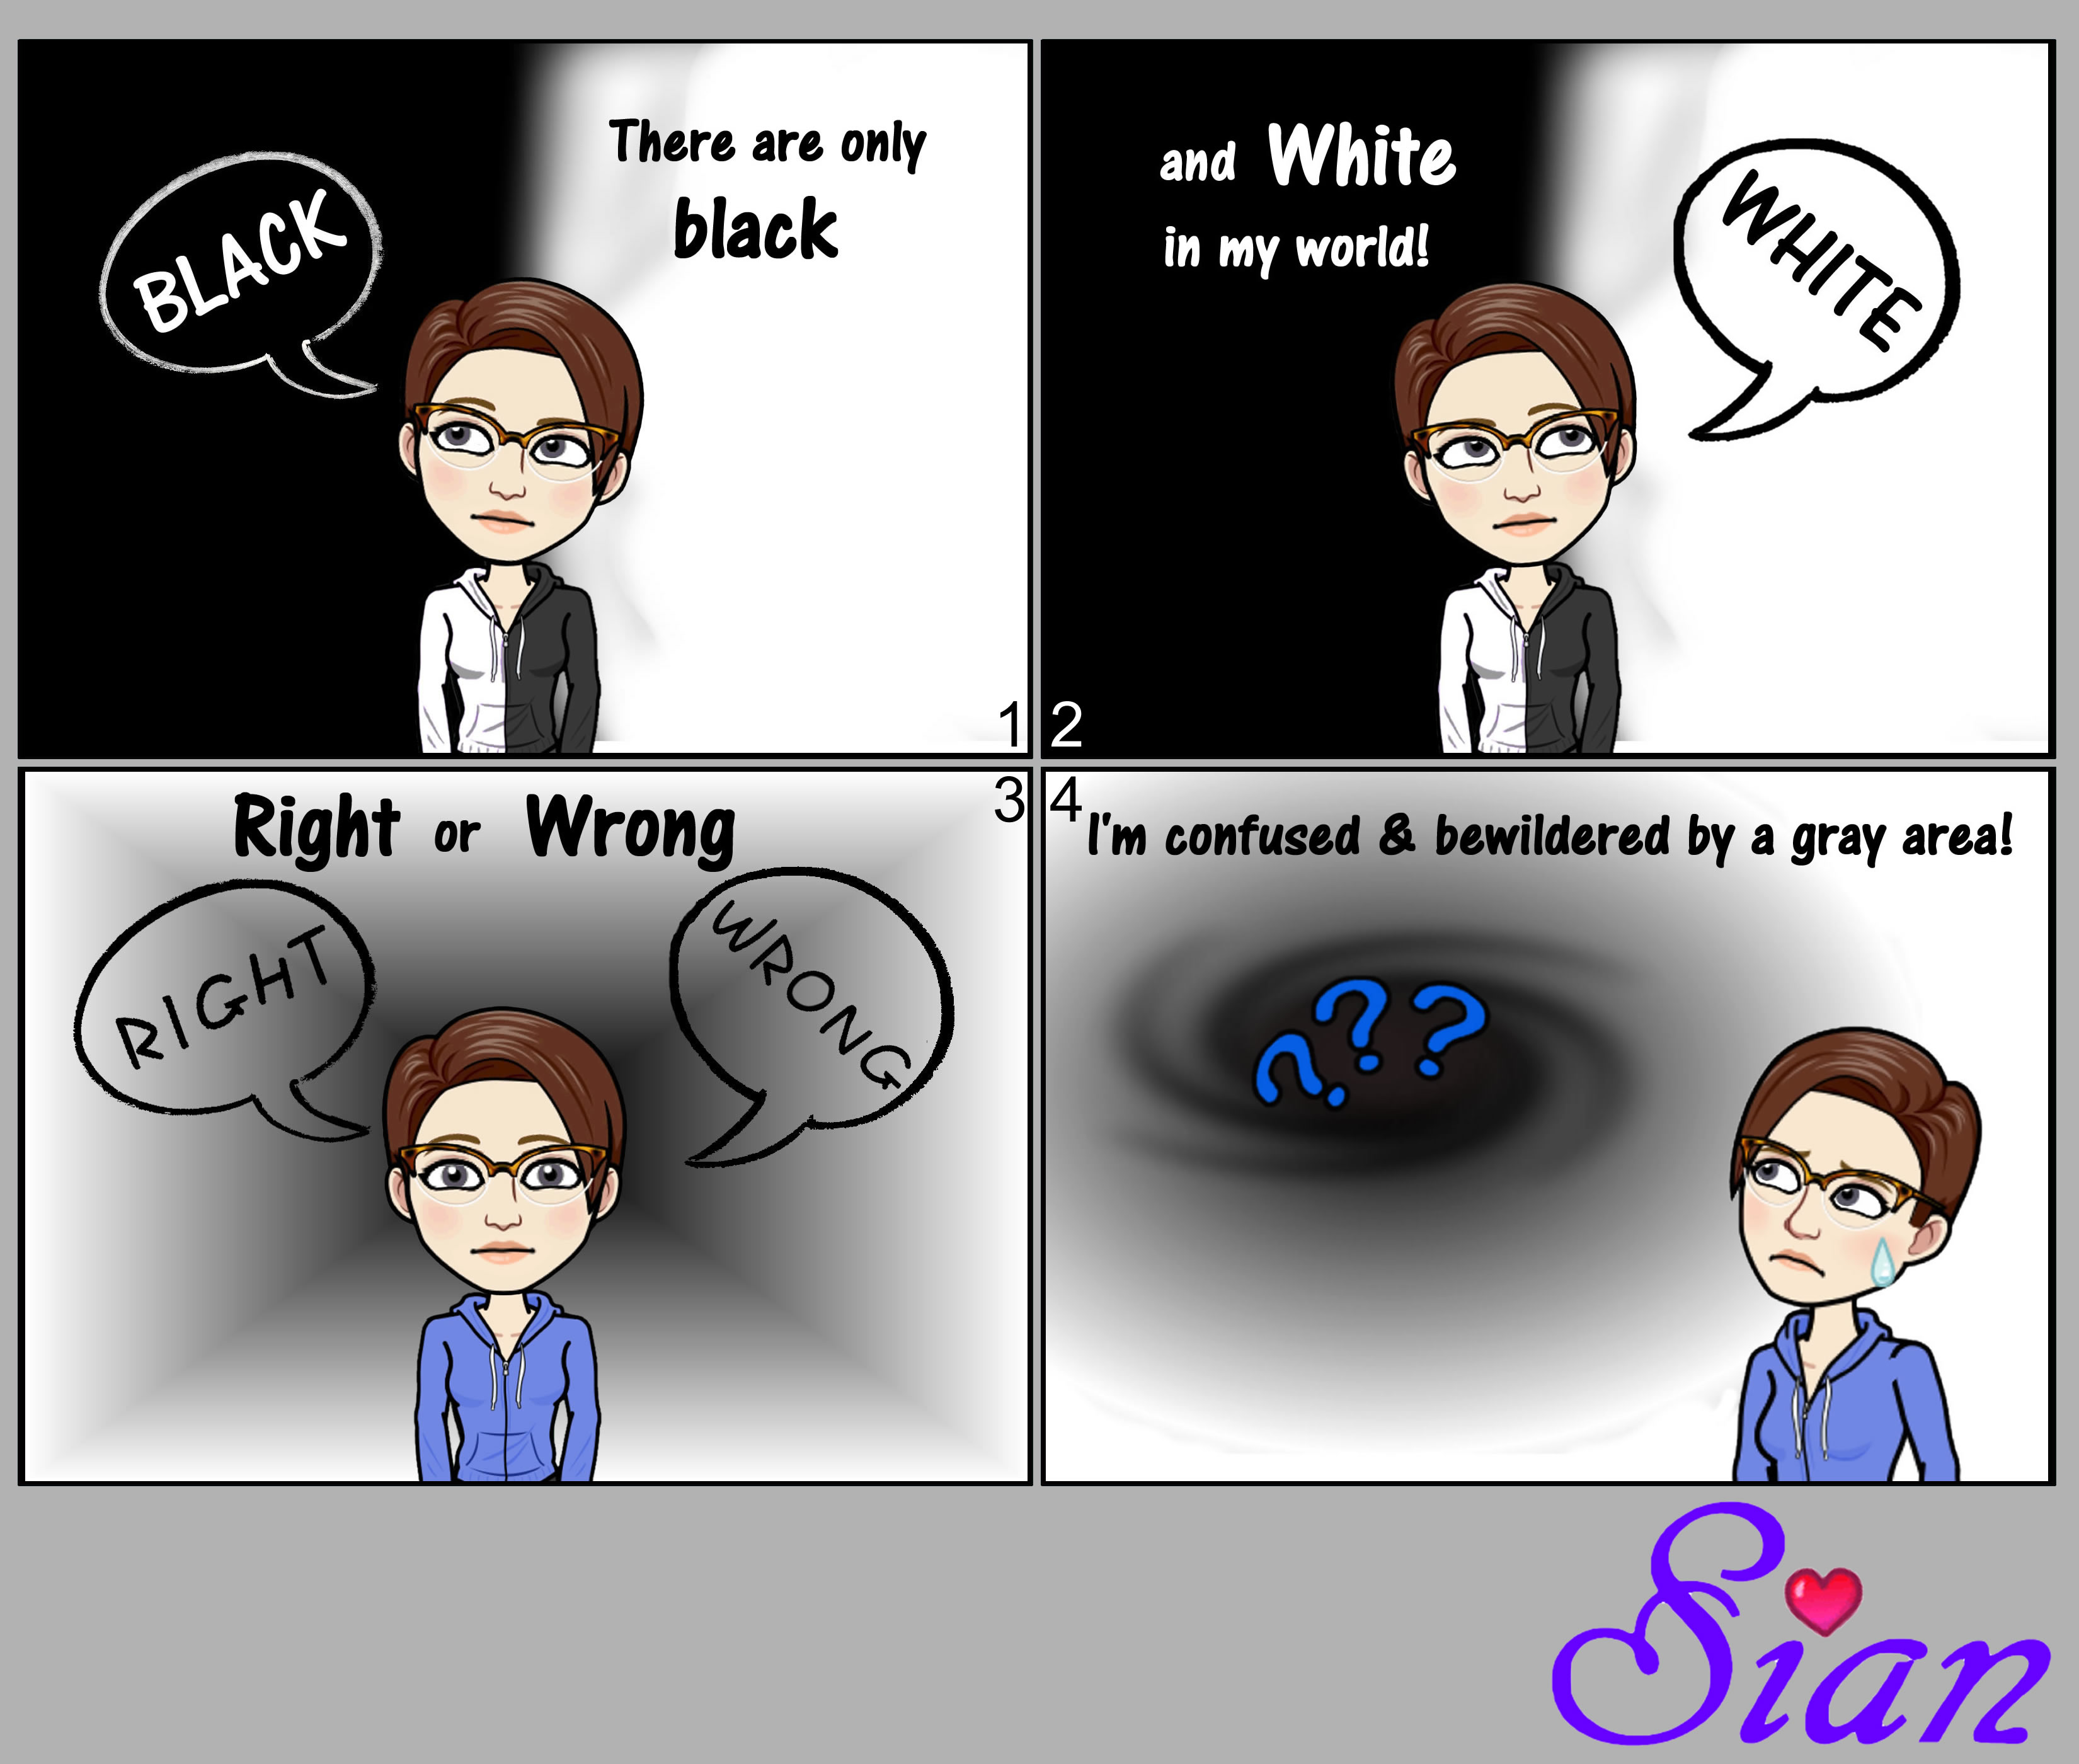 There are only
black
BLACK
1
and White
in my world!
WHITE
2
Right or Wrong
RIGHT
WRONG
3
4
I'm confused & bewildered by a gray area!
? ? ?
Sian